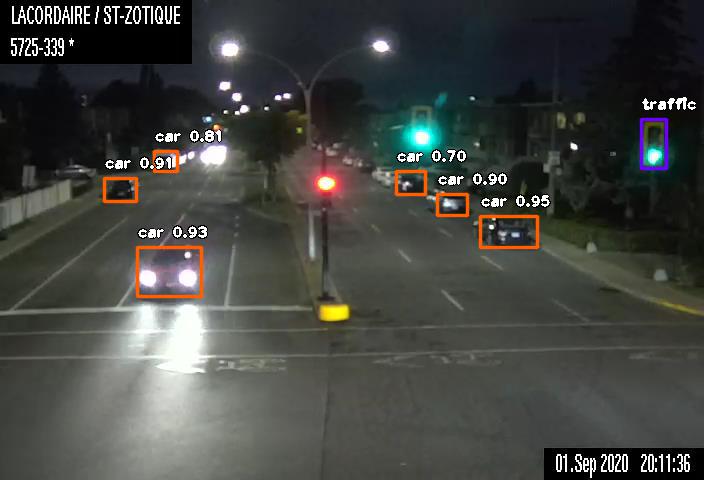 LACORDAIRE / ST-ZOTIQUE
5725-339 *
traffic
car 0.81
car 0.91
car 0.70
car 0.90
car 0.95
car 0.93
01.Sep 2020 20:11:36